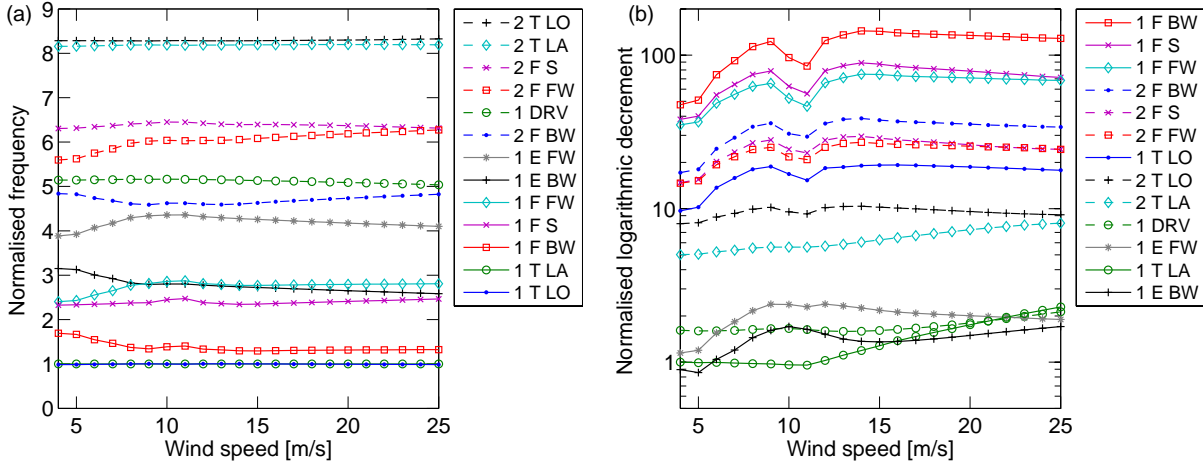 (a)
Normalised frequency
9
8
7
6
5
4
3
2
1
0
5
10
15
20
25
Wind speed [m/s]
2 T LO
2 T LA
2 F S
2 F FW
1 DRV
2 F BW
1 E FW
1 E BW
1 F FW
1 F S
1 F BW
1 T LA
1 T LO
(b)
Normalised logarithmic decrement
100
10
1
5
10
15
20
25
Wind speed [m/s]
1 F BW
1 F S
1 F FW
2 F BW
2 F S
2 F FW
1 T LO
2 T LO
2 T LA
1 DRV
1 E FW
1 T LA
1 E BW